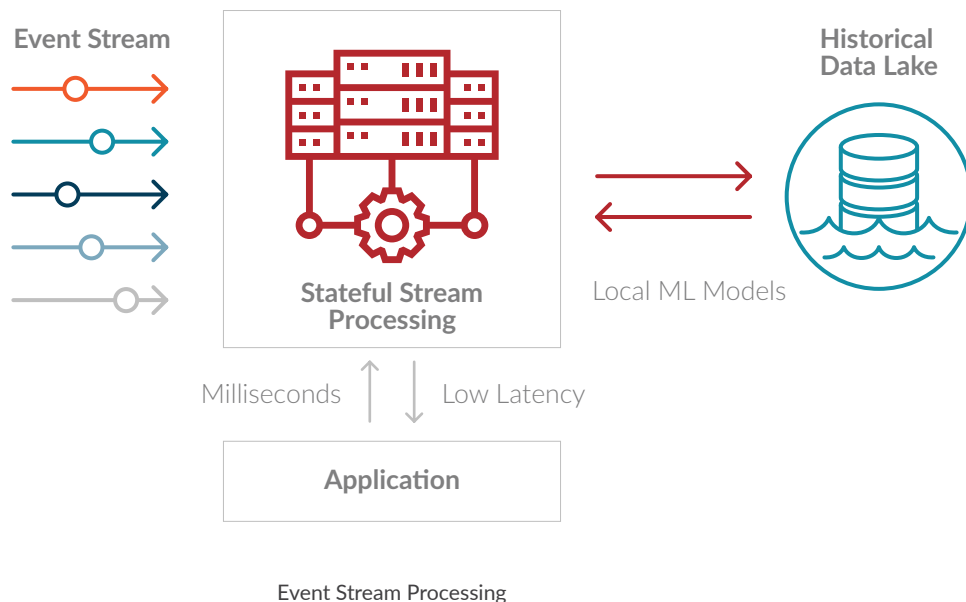 Event Stream
Historical
Data Lake
Stateful Stream
Processing
Local ML Models
Milliseconds
Low Latency
Application
Event Stream Processing